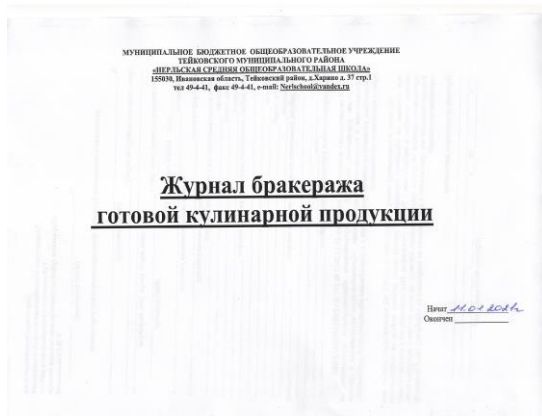 МУНИЦИПАЛЬНОЕ БЮДЖЕТНОЕ ОБЩЕОБРАЗОВАТЕЛЬНОЕ УЧРЕЖДЕНИЕ
ТЕЙКОВСКОГО МУНИЦИПАЛЬНОГО РАЙОНА
«НЕРЛЬСКАЯ СРЕДНЯЯ ОБЩЕОБРАЗОВАТЕЛЬНАЯ ШКОЛА»
155030, Ивановская область, Тейковский район, д.Харино д. 37 стр.1
тел 49-4-41, факс 49-4-41, e-mail: Nerlschool@yandex.ru
Журнал бракеража
готовой кулинарной продукции
Начат 11.01 2021г
Окончен